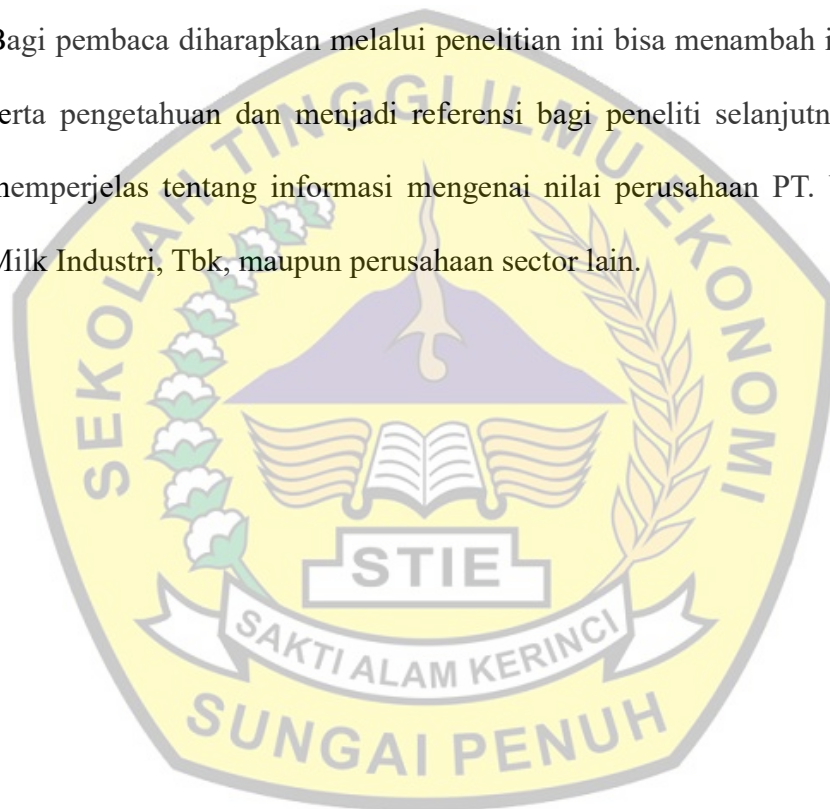 Bagi pembaca diharapkan melalui penelitian ini bisa menambah
erta pengetahuan dan menjadi referensi bagi peneliti selanjutn
nemperjelas tentang informasi mengenai nilai perusahaan PT.
Milk Industri, Tbk, maupun perusahaan sector lain.
SEKOLAH TINGGI ILMU EKONOMI
STIE
SAKTI ALAM KERINCI
SUNGAI PENUH